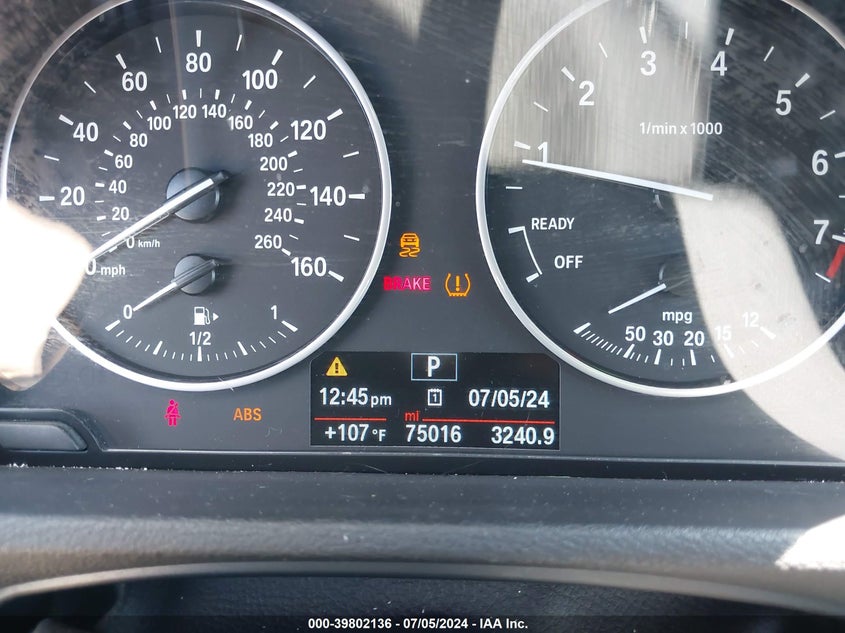 20 40 60 80 100 120 140 160
0 mph
0 20 40 60 80 100 120 140 160 180 200 220 240 260
km/h
0 1/2 1
BRAKE
ABS
1 2 3 4 5 6 7
1/min x 1000
READY
OFF
mpg
50 30 20 15 12
P
12:45 pm 1 07/05/24
mi
+107 °F 75016 3240.9
000-39802136 - 07/05/2024 - IAA Inc.